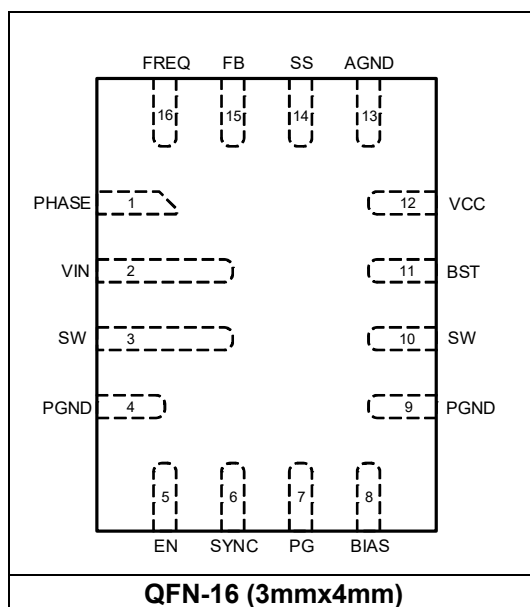 FREQ FB SS AGND
16 15 14 13
PHASE 1 12 VCC
VIN 2 11 BST
SW 3 10 SW
PGND 4 9 PGND
5 6 7 8
EN SYNC PG BIAS
QFN-16 (3mmx4mm)